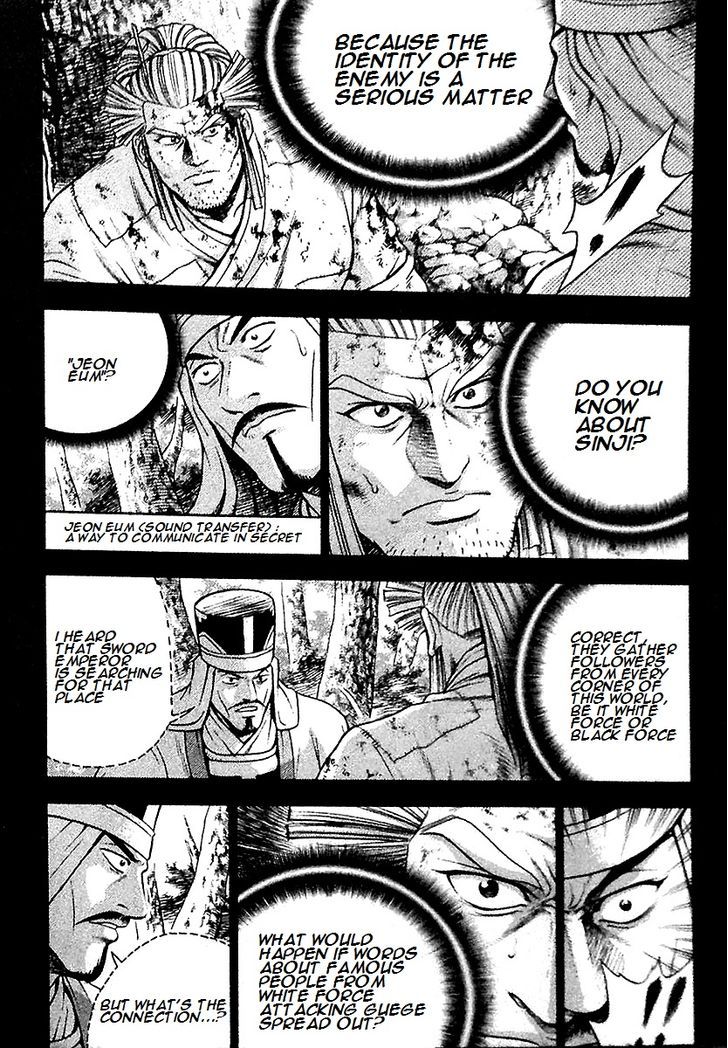 BECAUSE THE
IDENTITY OF THE
ENEMY IS A
SERIOUS MATTER
"JEON
EUM"?
JEON EUM (SOUND TRANSFER) :
A WAY TO COMMUNICATE IN SECRET
DO YOU
KNOW
ABOUT
SINJI?
I HEARD
THAT SWORD
EMPEROR
IS SEARCHING
FOR THAT
PLACE
CORRECT,
THEY GATHER
FOLLOWERS
FROM EVERY
CORNER OF
THIS WORLD,
BE IT WHITE
FORCE OR
BLACK FORCE
BUT WHAT'S THE
CONNECTION...?
WHAT WOULD
HAPPEN IF WORDS
ABOUT FAMOUS
PEOPLE FROM
WHITE FORCE
ATTACKING GUEGE
SPREAD OUT?
!!